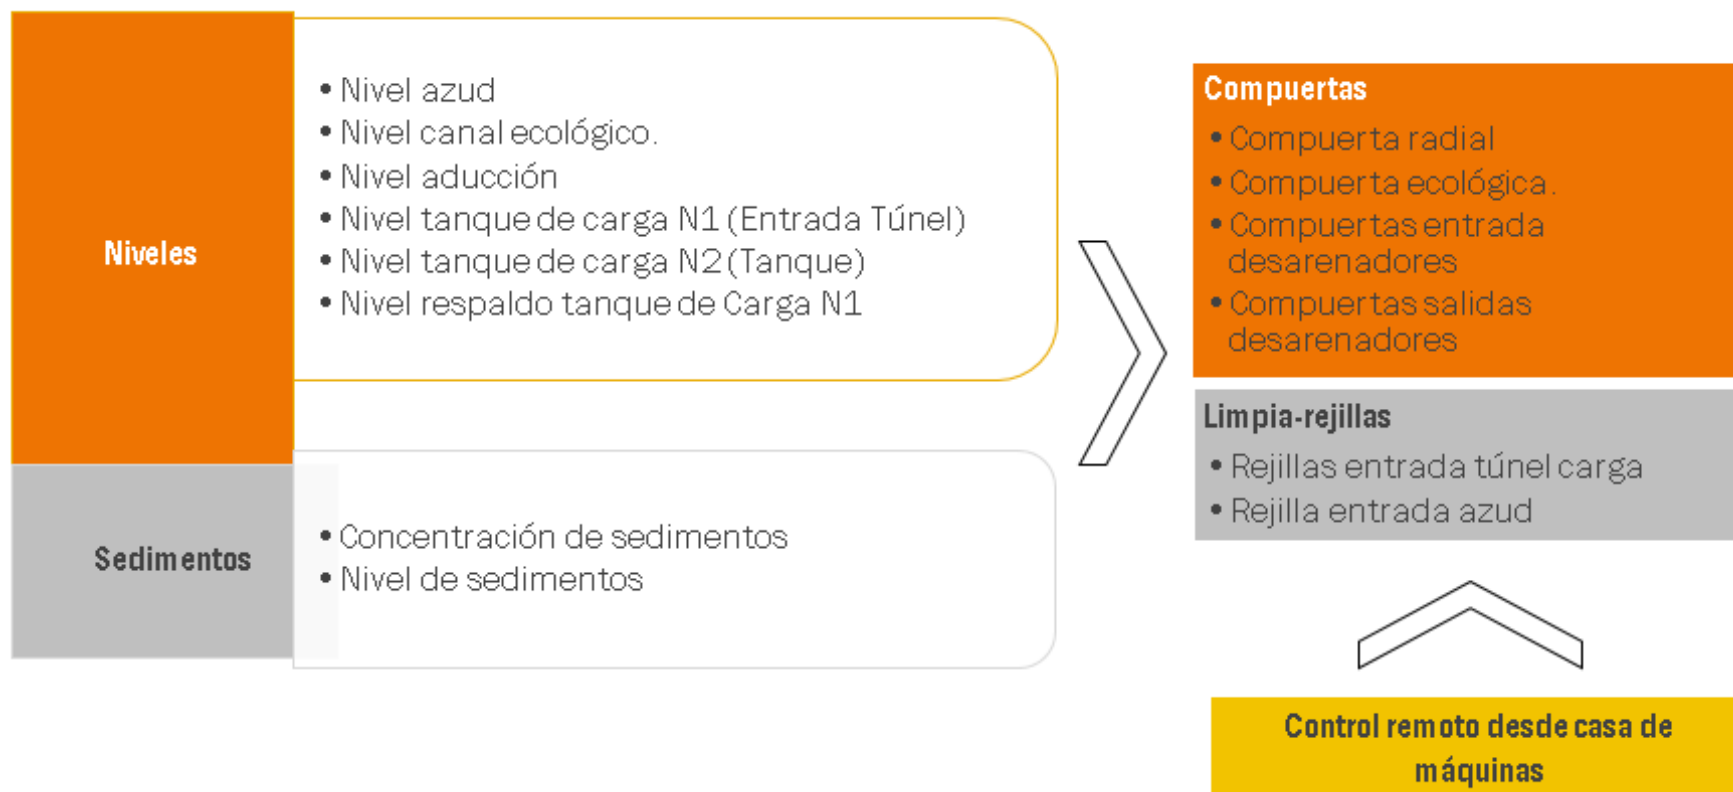 Niveles
• Nivel azud
• Nivel canal ecológico.
• Nivel aducción
• Nivel tanque de carga N1 (Entrada Túnel)
• Nivel tanque de carga N2 (Tanque)
• Nivel respaldo tanque de Carga N1
Sedimentos
• Concentración de sedimentos
• Nivel de sedimentos
Compuertas
• Compuerta radial
• Compuerta ecológica.
• Compuertas entrada
desarenadores
• Compuertas salidas
desarenadores
Limpia-rejillas
• Rejillas entrada túnel carga
• Rejilla entrada azud
Control remoto desde casa de
máquinas